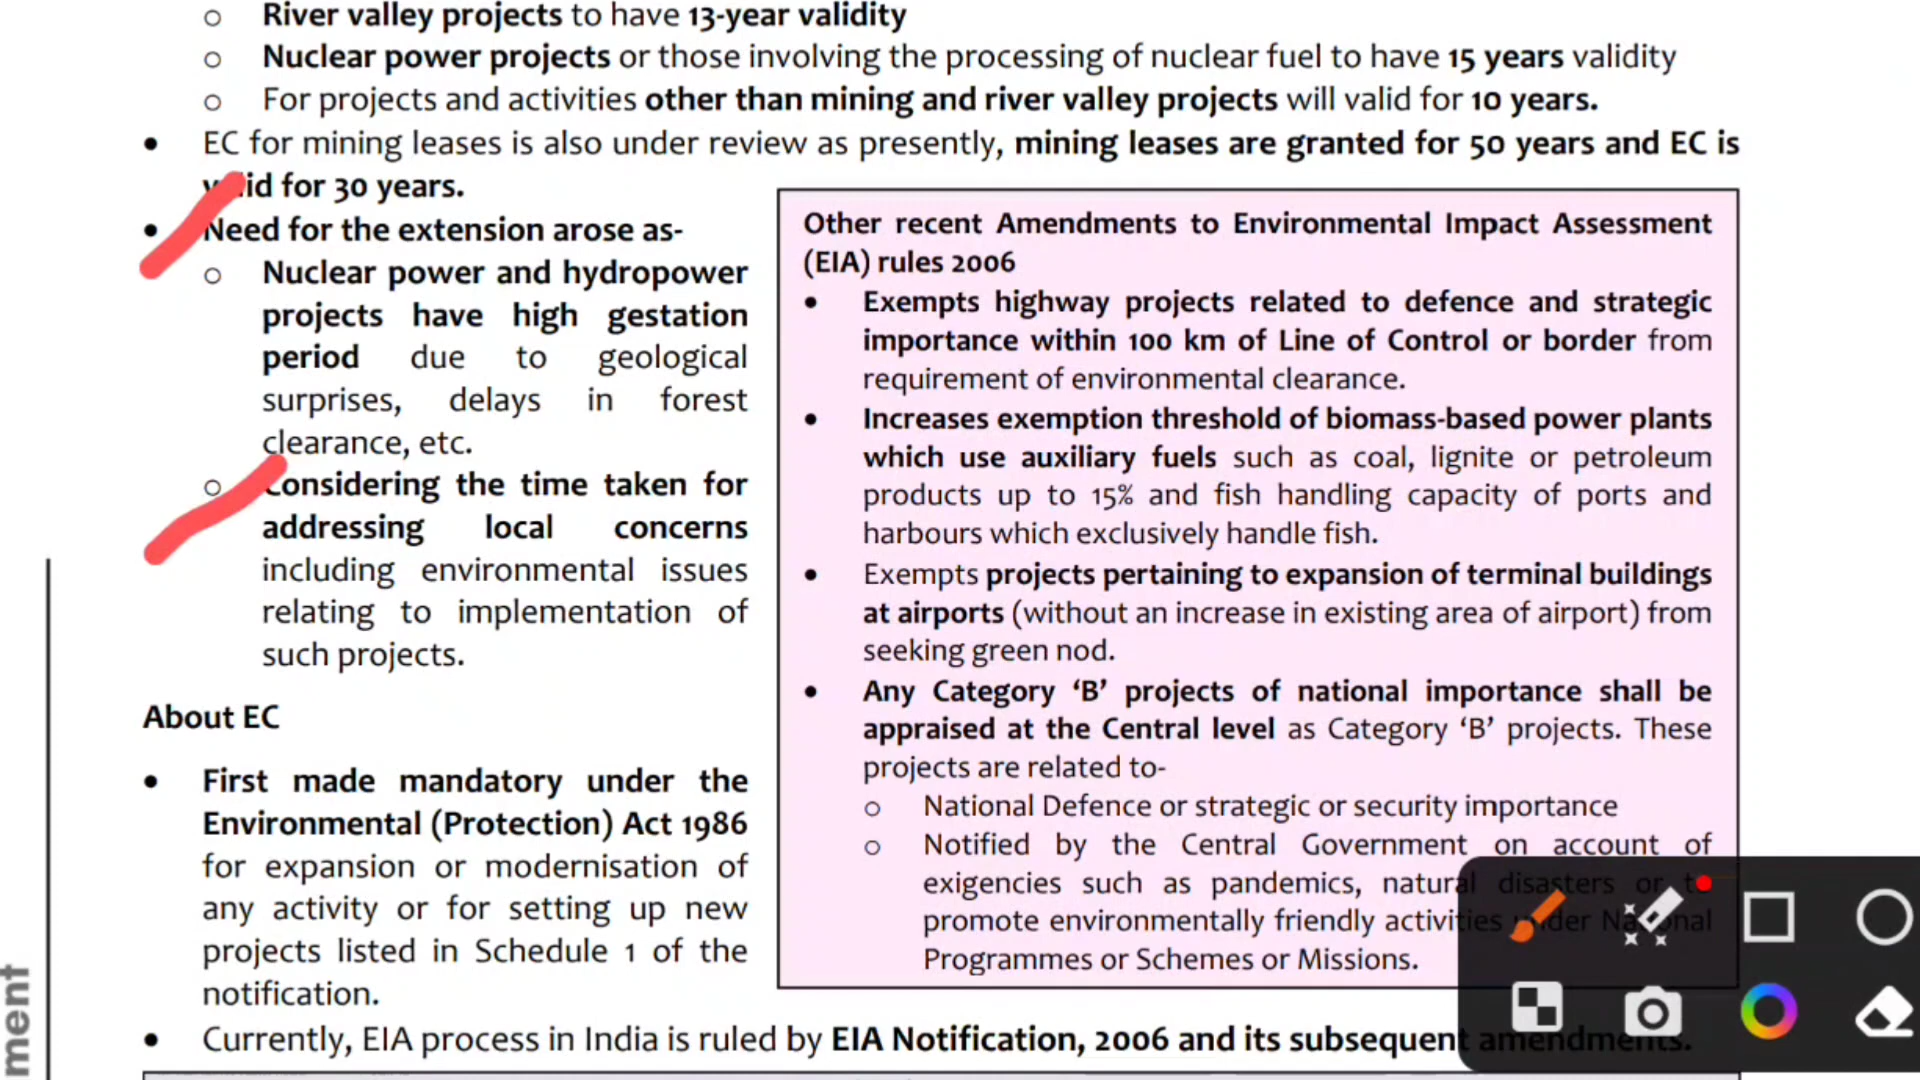 ○ River valley projects to have 13-year validity
○ Nuclear power projects or those involving the processing of nuclear fuel to have 15 years validity
○ For projects and activities other than mining and river valley projects will valid for 10 years.
• EC for mining leases is also under review as presently, mining leases are granted for 50 years and EC is
valid for 30 years.
• Need for the extension arose as-
○ Nuclear power and hydropower
projects have high gestation
period due to geological
surprises, delays in forest
clearance, etc.
○ Considering the time taken for
addressing local concerns
including environmental issues
relating to implementation of
such projects.
About EC
• First made mandatory under the
Environmental (Protection) Act 1986
for expansion or modernisation of
any activity or for setting up new
projects listed in Schedule 1 of the
notification.
Other recent Amendments to Environmental Impact Assessment
(EIA) rules 2006
• Exempts highway projects related to defence and strategic
importance within 100 km of Line of Control or border from
requirement of environmental clearance.
• Increases exemption threshold of biomass-based power plants
which use auxiliary fuels such as coal, lignite or petroleum
products up to 15% and fish handling capacity of ports and
harbours which exclusively handle fish.
• Exempts projects pertaining to expansion of terminal buildings
at airports (without an increase in existing area of airport) from
seeking green nod.
• Any Category ‘B’ projects of national importance shall be
appraised at the Central level as Category ‘B’ projects. These
projects are related to-
○ National Defence or strategic or security importance
○ Notified by the Central Government on account of
exigencies such as pandemics, natural disasters or to
promote environmentally friendly activities under National
Programmes or Schemes or Missions.
• Currently, EIA process in India is ruled by EIA Notification, 2006 and its subsequent amendments.
ment